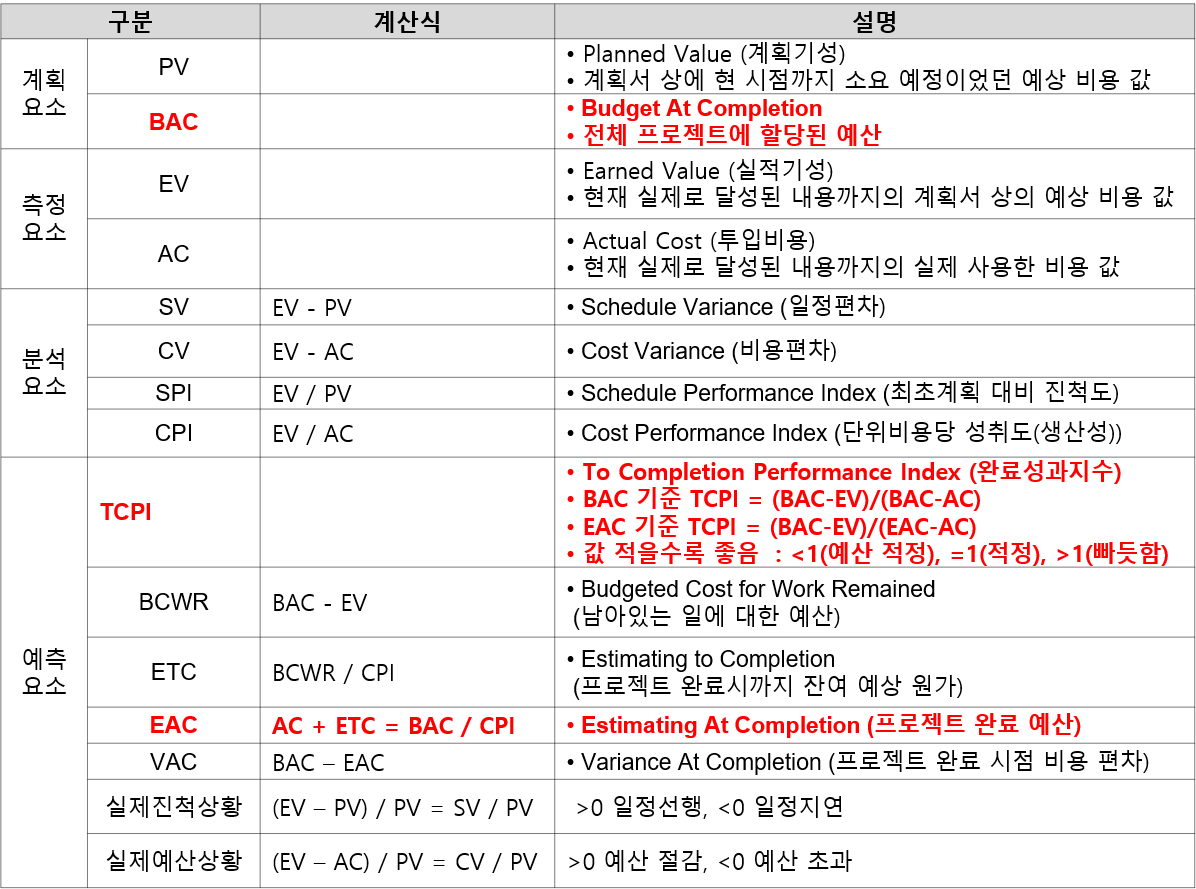 구분 계산식 설명
계획
요소
PV
• Planned Value (계획기성)
• 계획서 상에 현 시점까지 소요 예정이었던 예상 비용 값
BAC
• Budget At Completion
• 전체 프로젝트에 할당된 예산
측정
요소
EV
• Earned Value (실적기성)
• 현재 실제로 달성된 내용까지의 계획서 상의 예상 비용 값
AC
• Actual Cost (투입비용)
• 현재 실제로 달성된 내용까지의 실제 사용한 비용 값
분석
요소
SV EV - PV • Schedule Variance (일정편차)
CV EV - AC • Cost Variance (비용편차)
SPI EV / PV • Schedule Performance Index (최초계획 대비 진척도)
CPI EV / AC • Cost Performance Index (단위비용당 성취도(생산성))
예측
요소
TCPI
• To Completion Performance Index (완료성과지수)
• BAC 기준 TCPI = (BAC-EV)/(BAC-AC)
• EAC 기준 TCPI = (BAC-EV)/(EAC-AC)
• 값 적을수록 좋음 : <1(예산 적정), =1(적정), >1(빠듯함)
BCWR BAC - EV
• Budgeted Cost for Work Remained
(남아있는 일에 대한 예산)
ETC BCWR / CPI
• Estimating to Completion
(프로젝트 완료시까지 잔여 예상 원가)
EAC AC + ETC = BAC / CPI • Estimating At Completion (프로젝트 완료 예산)
VAC BAC – EAC • Variance At Completion (프로젝트 완료 시점 비용 편차)
실제진척상황 (EV – PV) / PV = SV / PV >0 일정선행, <0 일정지연
실제예산상황 (EV – AC) / PV = CV / PV >0 예산 절감, <0 예산 초과